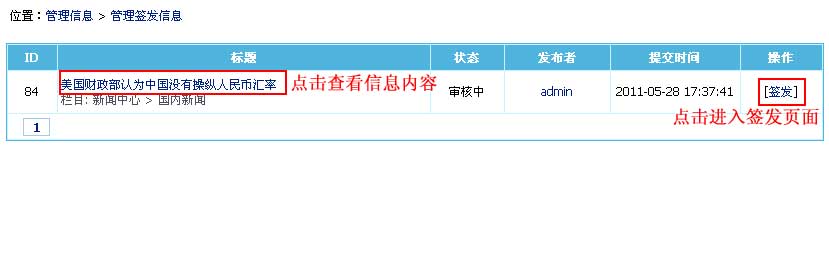 位置：管理信息 > 管理签发信息
ID 标题 状态 发布者 提交时间 操作
84 美国财政部认为中国没有操纵人民币汇率 点击查看信息内容 审核中 admin 2011-05-28 17:37:41 [签发]
栏目: 新闻中心 > 国内新闻
点击进入签发页面
1